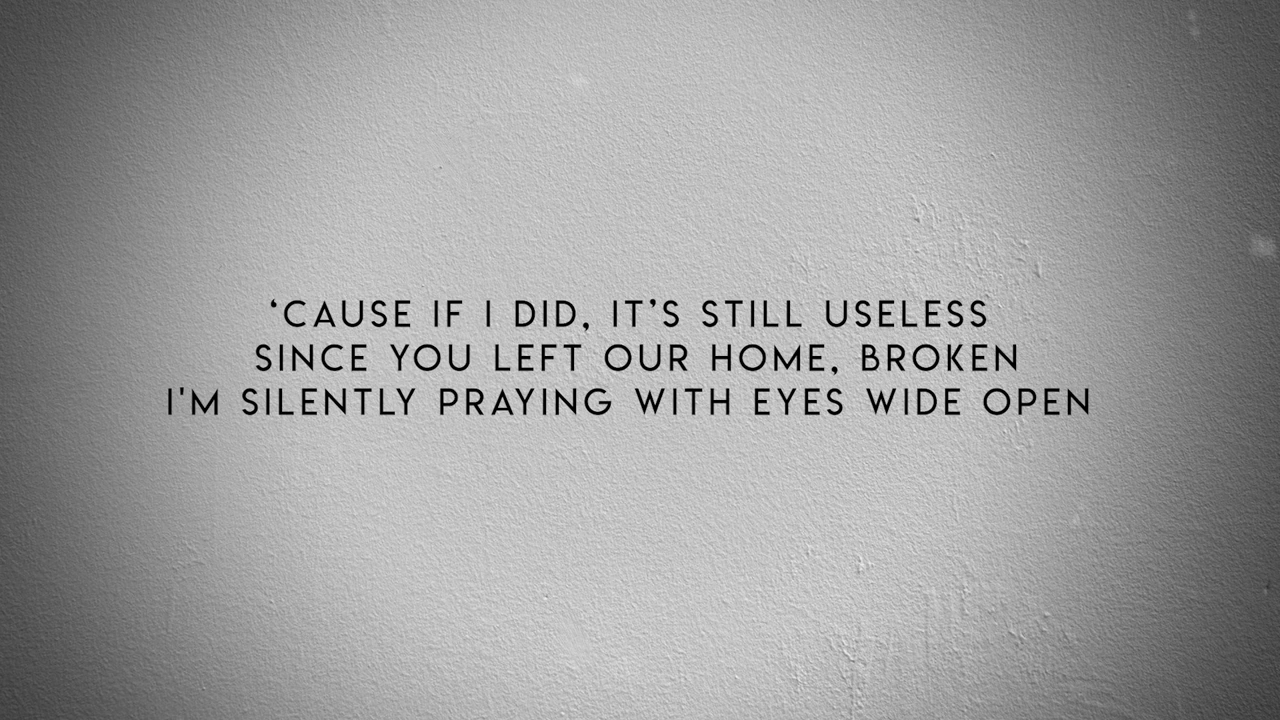 ‘CAUSE IF I DID, IT’S STILL USELESS
SINCE YOU LEFT OUR HOME, BROKEN
I'M SILENTLY PRAYING WITH EYES WIDE OPEN